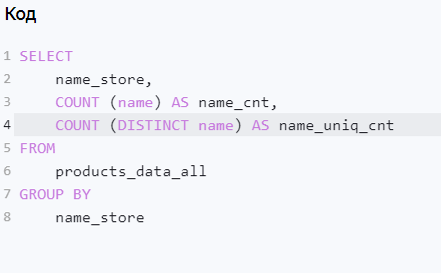 Код
1 SELECT
2     name_store,
3     COUNT (name) AS name_cnt,
4     COUNT (DISTINCT name) AS name_uniq_cnt
5 FROM
6     products_data_all
7 GROUP BY
8     name_store